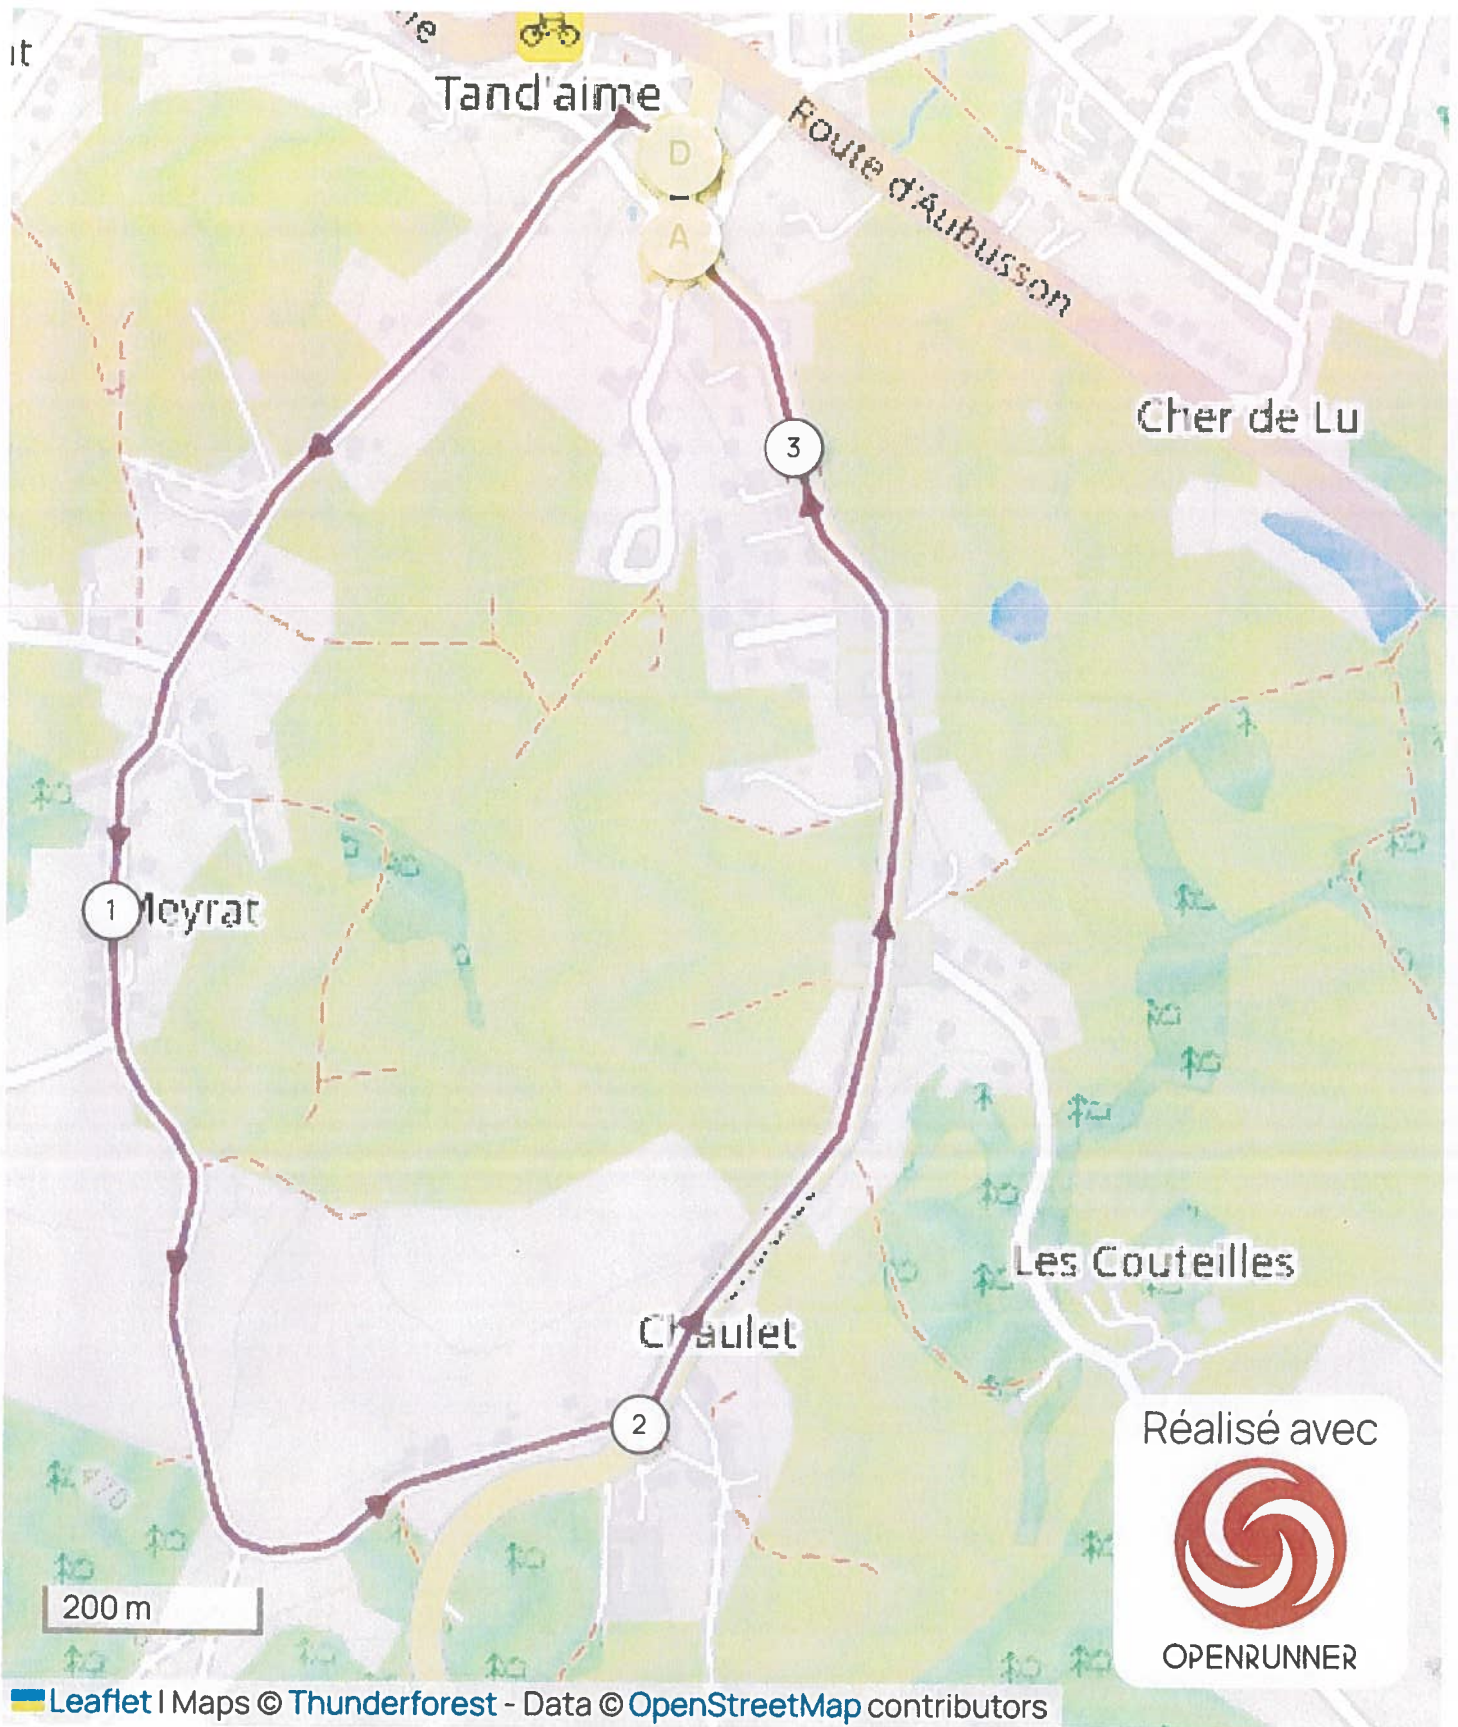 Tand'aime
D
A
Route d'Aubusson
Cher de Lu
3
1
Meyrat
Les Couteilles
Chaulet
2
Réalisé avec
OPENRUNNER
200 m
Leaflet | Maps © Thunderforest - Data © OpenStreetMap contributors